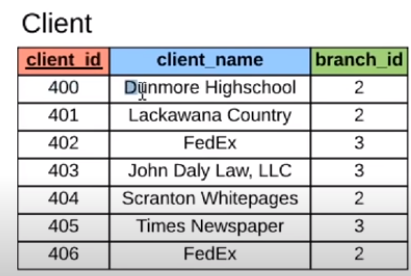 Client
client_id client_name branch_id
400 Dunmore Highschool 2
401 Lackawana Country 2
402 FedEx 3
403 John Daly Law, LLC 3
404 Scranton Whitepages 2
405 Times Newspaper 3
406 FedEx 2